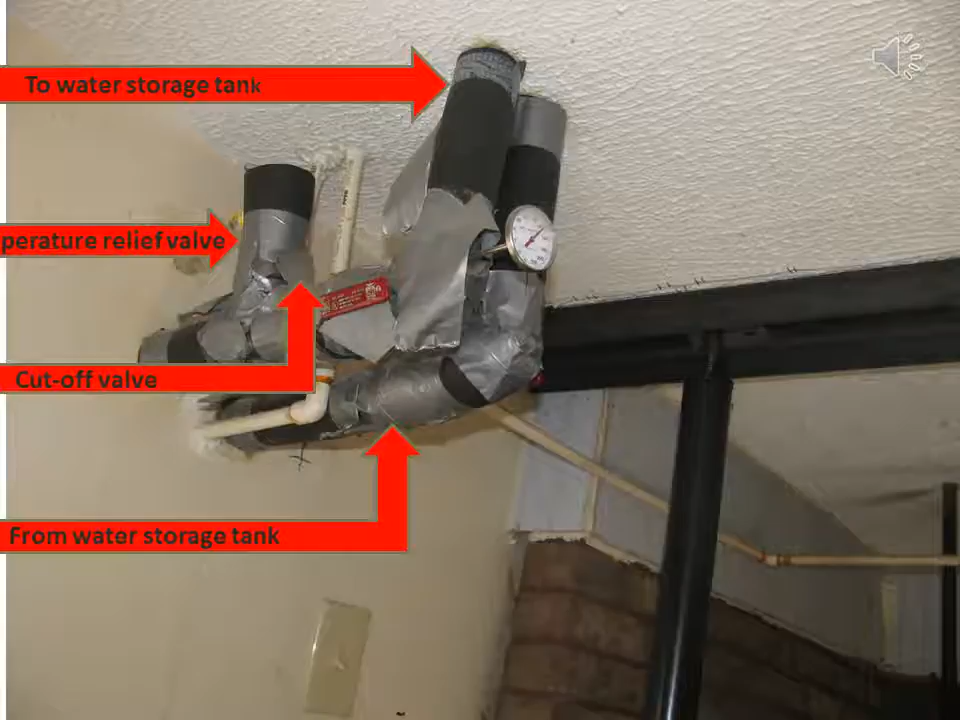 To water storage tank
perature relief valve
Cut-off valve
From water storage tank